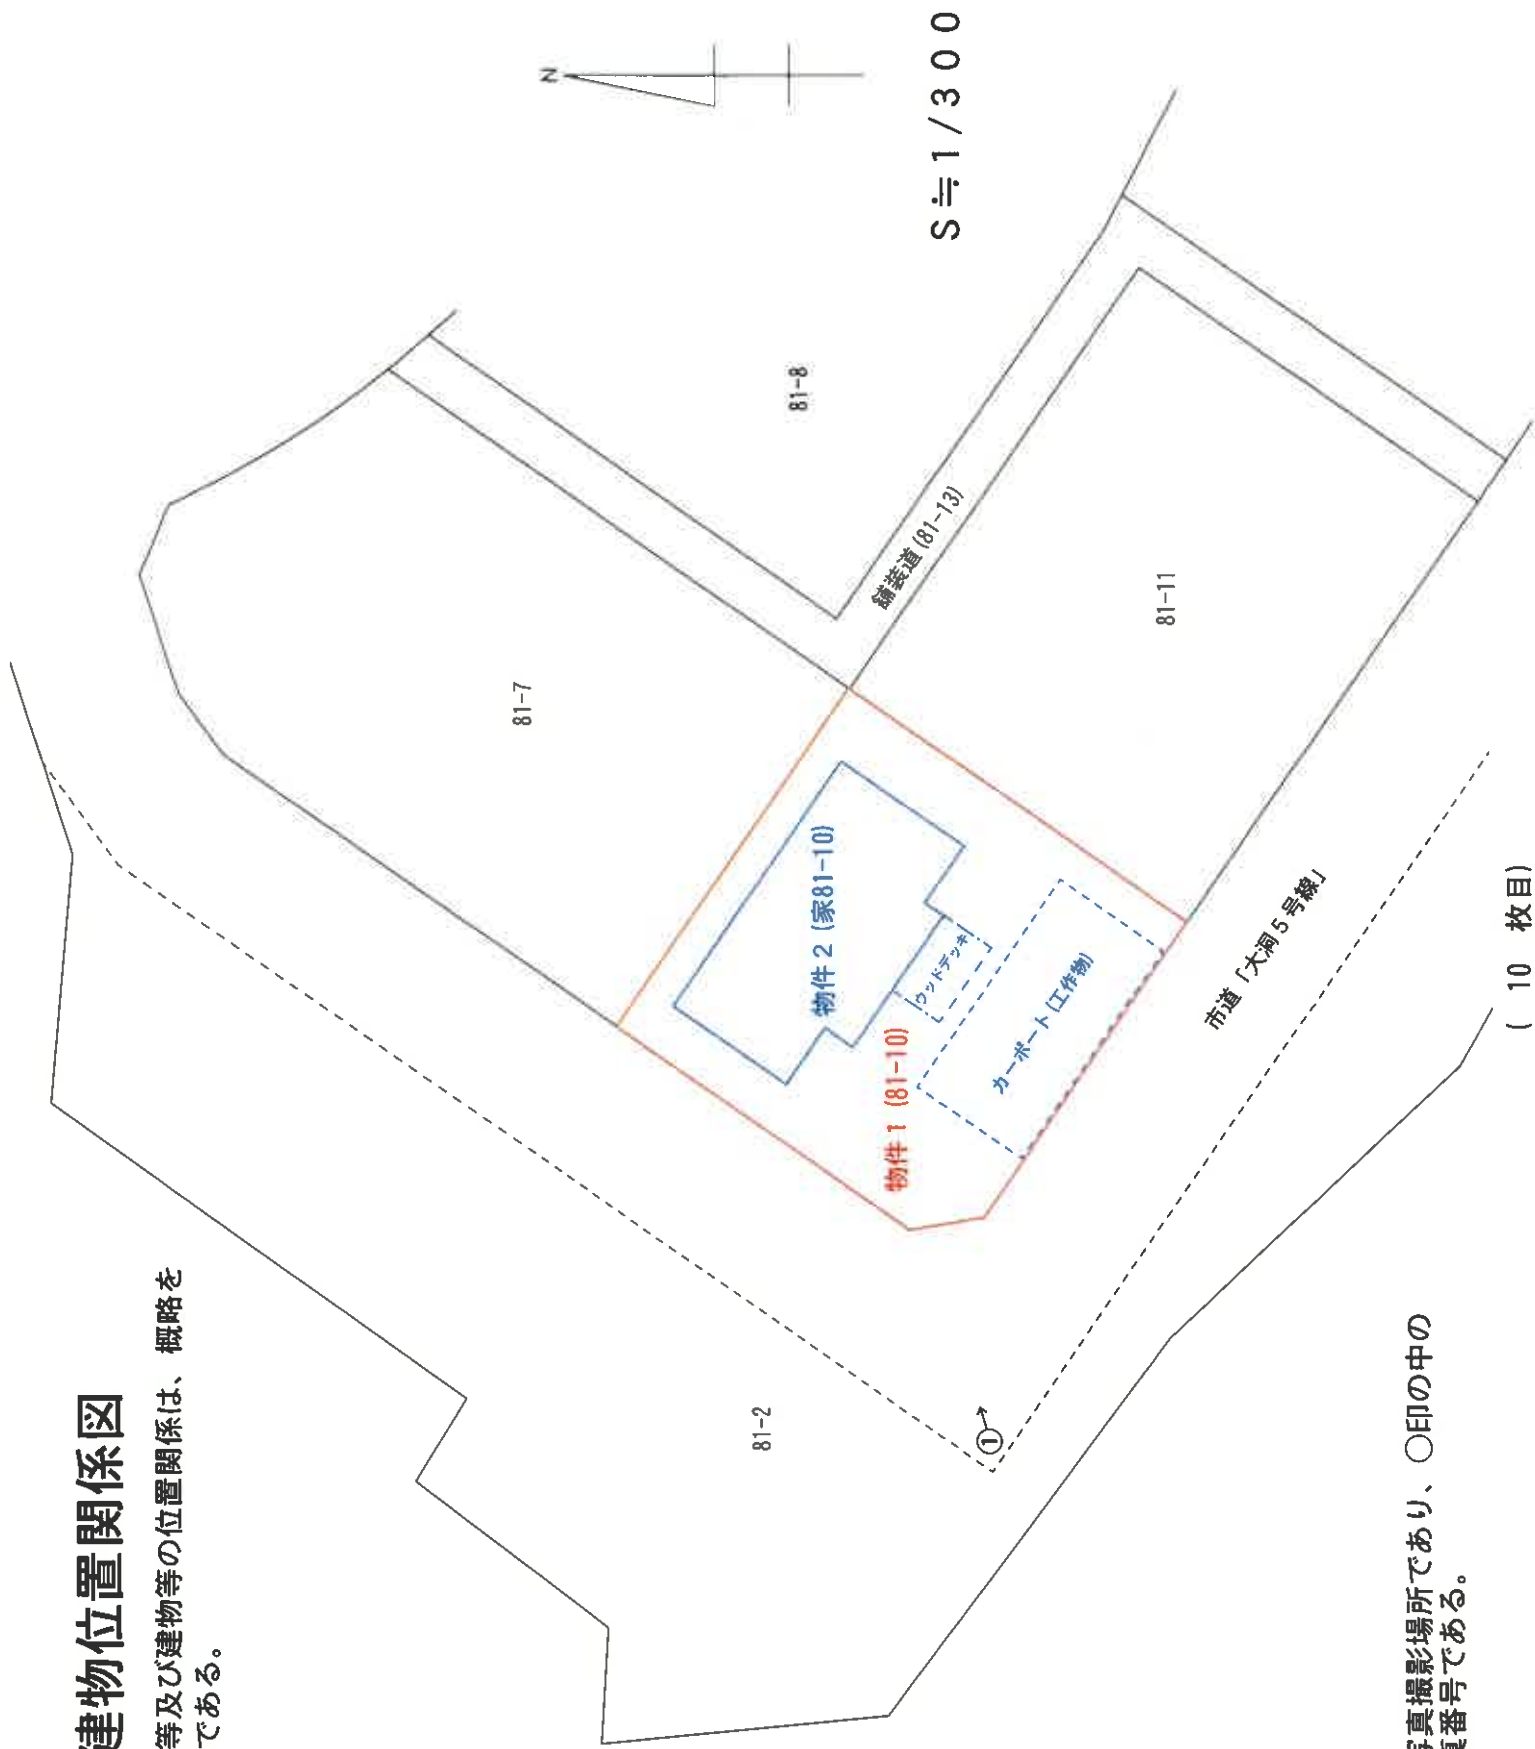 建物位置関係図
等及び建物等の位置関係は、概略を
である。
N
S≒1/300
81-7
81-8
舗装道(81-13)
81-11
物件2(家81-10)
ウッドデッキ
物件1(81-10)
カーポート(工作物)
市道「大洞5号線」
81-2
①
真撮影場所であり、○印の中の
番号である。
( 10 枚目)